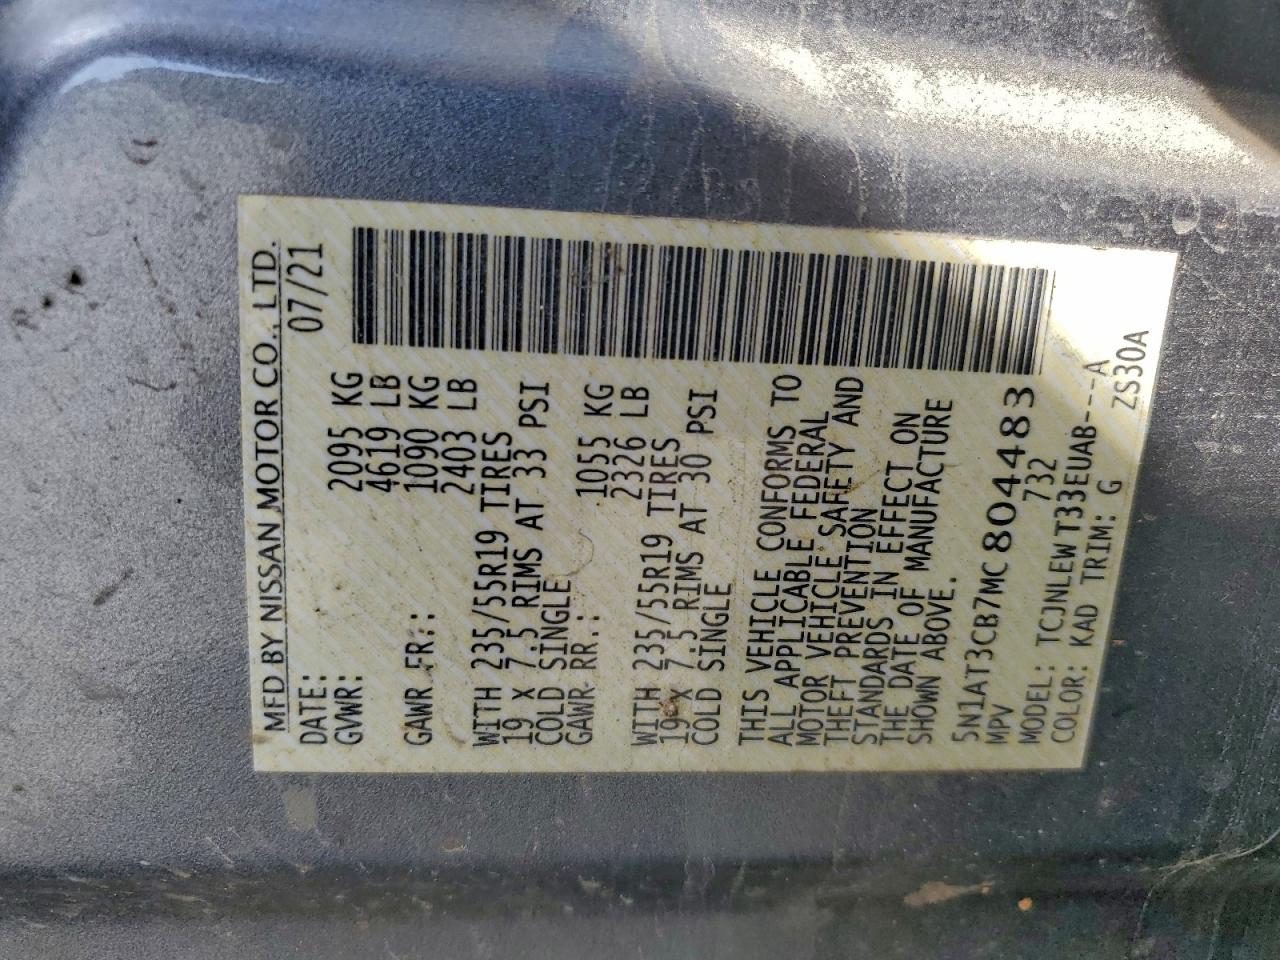 MFD BY NISSAN MOTOR CO., LTD.
DATE: 07/21
GVWR: 2095 KG
4619 LB
GAWR FR.: 1090 KG
2403 LB
WITH 235/55R19 TIRES
19 X 7.5 RIMS AT 33 PSI
COLD SINGLE
GAWR RR.: 1055 KG
2326 LB
WITH 235/55R19 TIRES
19 X 7.5 RIMS AT 30 PSI
COLD SINGLE
THIS VEHICLE CONFORMS TO
ALL APPLICABLE FEDERAL
MOTOR VEHICLE SAFETY AND
THEFT PREVENTION
STANDARDS IN EFFECT ON
THE DATE OF MANUFACTURE
SHOWN ABOVE.
5N1AT3CB7MC804483
MPV 732
MODEL: TCJNLEWT33EUAB---A
COLOR: KAD TRIM: G ZS30A